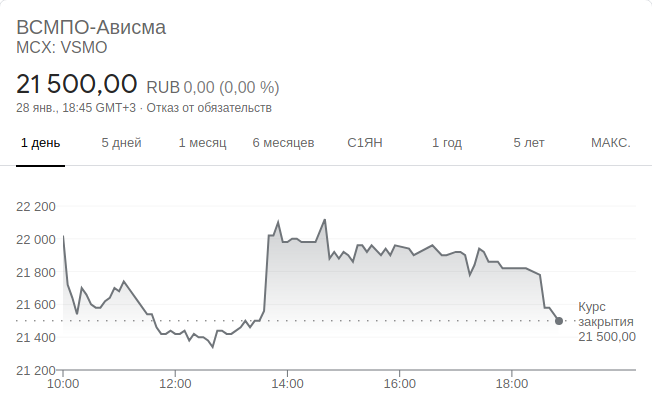 ВСМПО-Ависма
MCX: VSMO
21 500,00 RUB 0,00 (0,00 %)
28 янв., 18:45 GMT+3 · Отказ от обязательств
1 день 5 дней 1 месяц 6 месяцев С1ЯН 1 год 5 лет МАКС.
22 200
22 000
21 800
21 600
21 400
21 200
Курс
закрытия
21 500,00
10:00 12:00 14:00 16:00 18:00